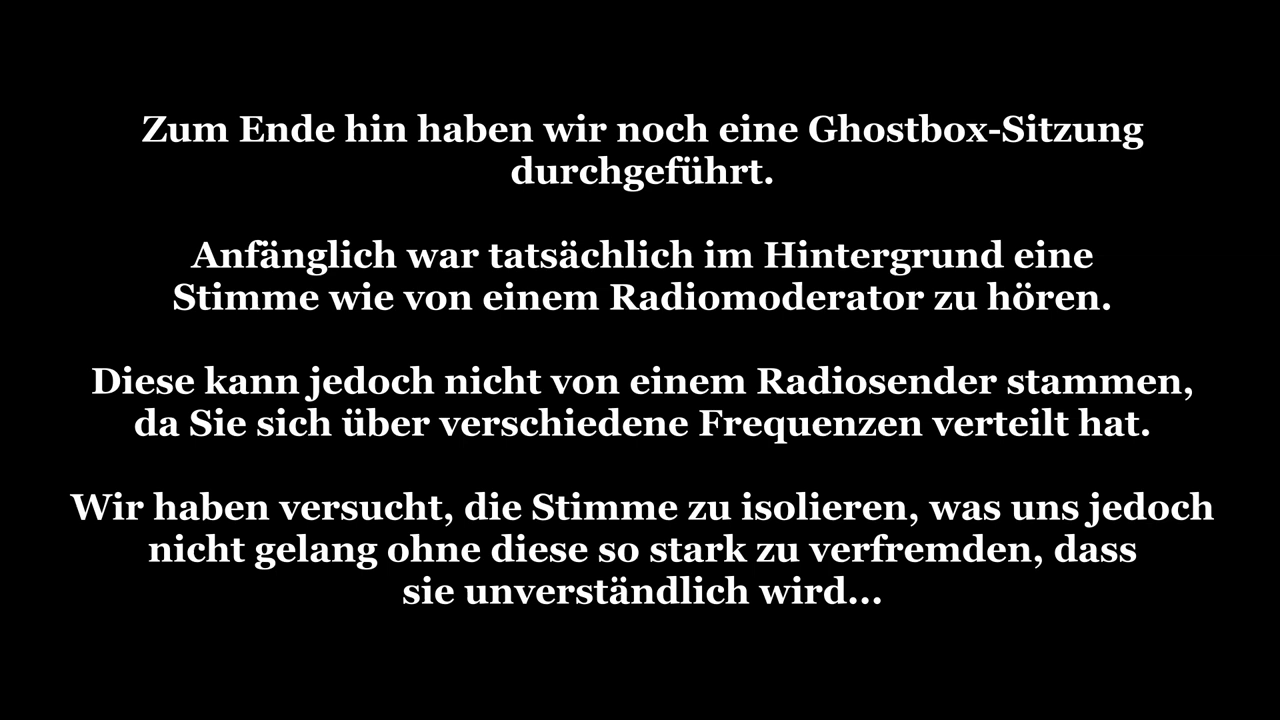 Zum Ende hin haben wir noch eine Ghostbox-Sitzung
durchgeführt.
Anfänglich war tatsächlich im Hintergrund eine
Stimme wie von einem Radiomoderator zu hören.
Diese kann jedoch nicht von einem Radiosender stammen,
da Sie sich über verschiedene Frequenzen verteilt hat.
Wir haben versucht, die Stimme zu isolieren, was uns jedoch
nicht gelang ohne diese so stark zu verfremden, dass
sie unverständlich wird...